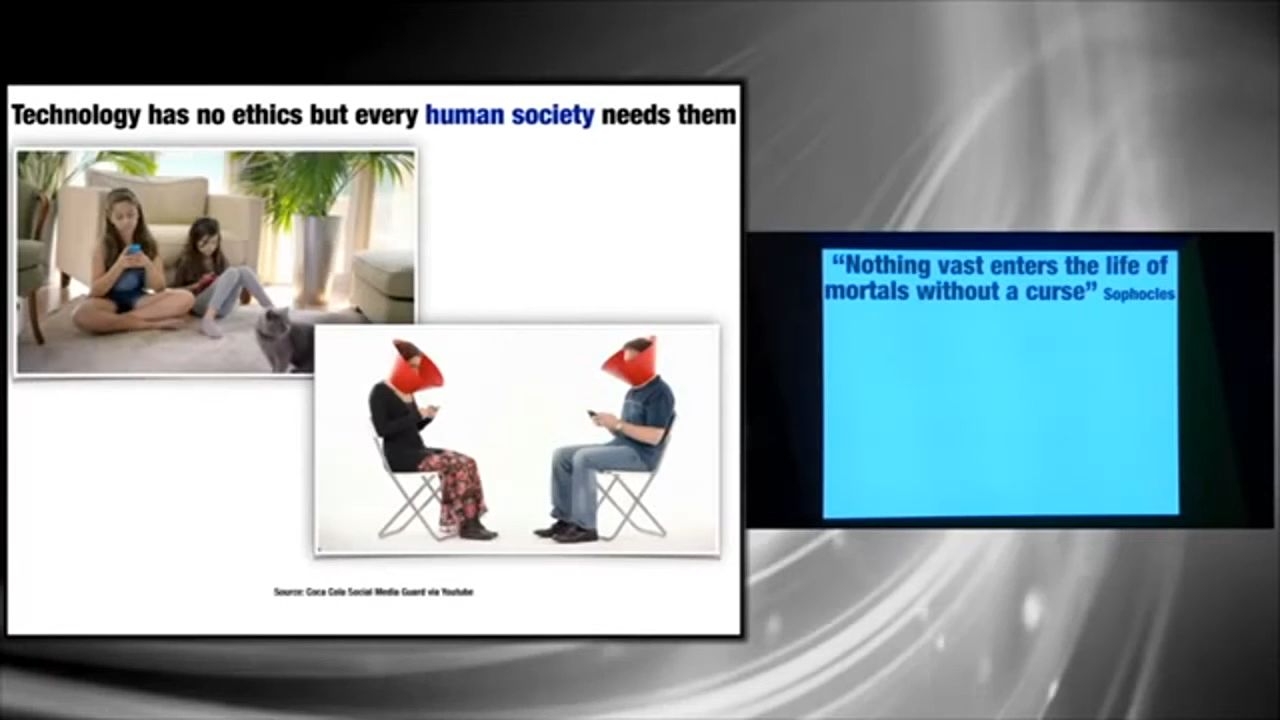 Technology has no ethics but every human society needs them
Source: Coca Cola Social Media Guard via Youtube
“Nothing vast enters the life of
mortals without a curse” Sophocles